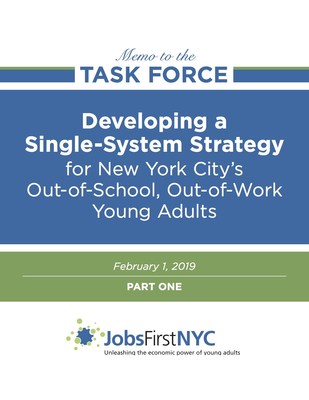 Memo to the
TASK FORCE
Developing a
Single-System Strategy
for New York City's
Out-of-School, Out-of-Work
Young Adults
February 1, 2019
PART ONE
JobsFirstNYC
Unleashing the economic power of young adults